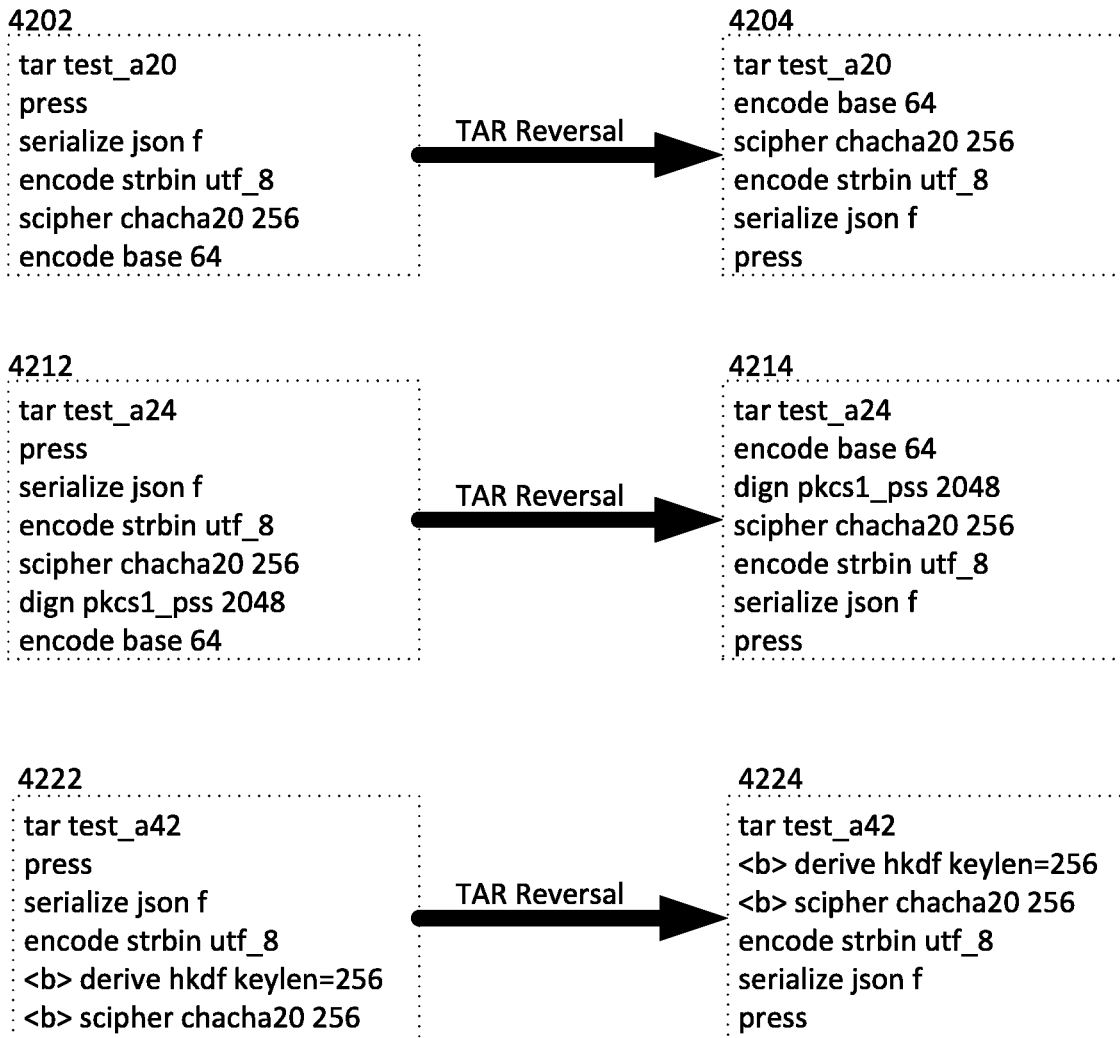 4202
tar test_a20
press
serialize json f
encode strbin utf_8
scipher chacha20 256
encode base 64
TAR Reversal
4204
tar test_a20
encode base 64
scipher chacha20 256
encode strbin utf_8
serialize json f
press
4212
tar test_a24
press
serialize json f
encode strbin utf_8
scipher chacha20 256
dign pkcs1_pss 2048
encode base 64
TAR Reversal
4214
tar test_a24
encode base 64
dign pkcs1_pss 2048
scipher chacha20 256
encode strbin utf_8
serialize json f
press
4222
tar test_a42
press
serialize json f
encode strbin utf_8
<b> derive hkdf keylen=256
<b> scipher chacha20 256
TAR Reversal
4224
tar test_a42
<b> derive hkdf keylen=256
<b> scipher chacha20 256
encode strbin utf_8
serialize json f
press